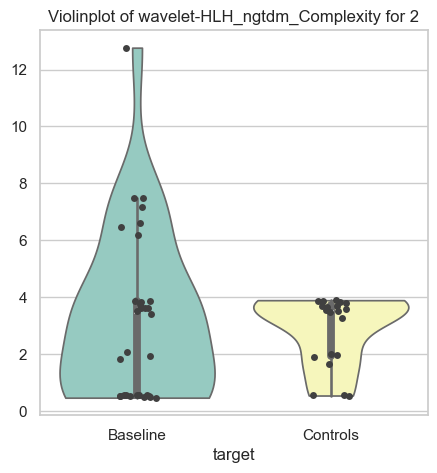 Violinplot of wavelet-HLH_ngtdm_Complexity for 2
12
10
8
6
4
2
0
Baseline
Controls
target